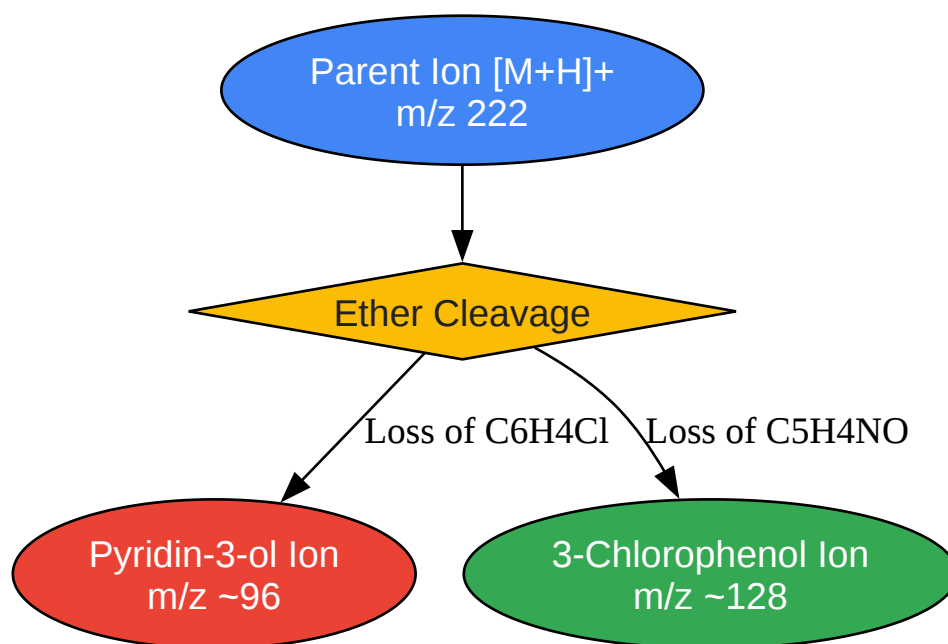 Parent Ion [M+H]+
m/z 222
Ether Cleavage
Loss of C6H4Cl
Loss of C5H4NO
Pyridin-3-ol Ion
m/z ~96
3-Chlorophenol Ion
m/z ~128